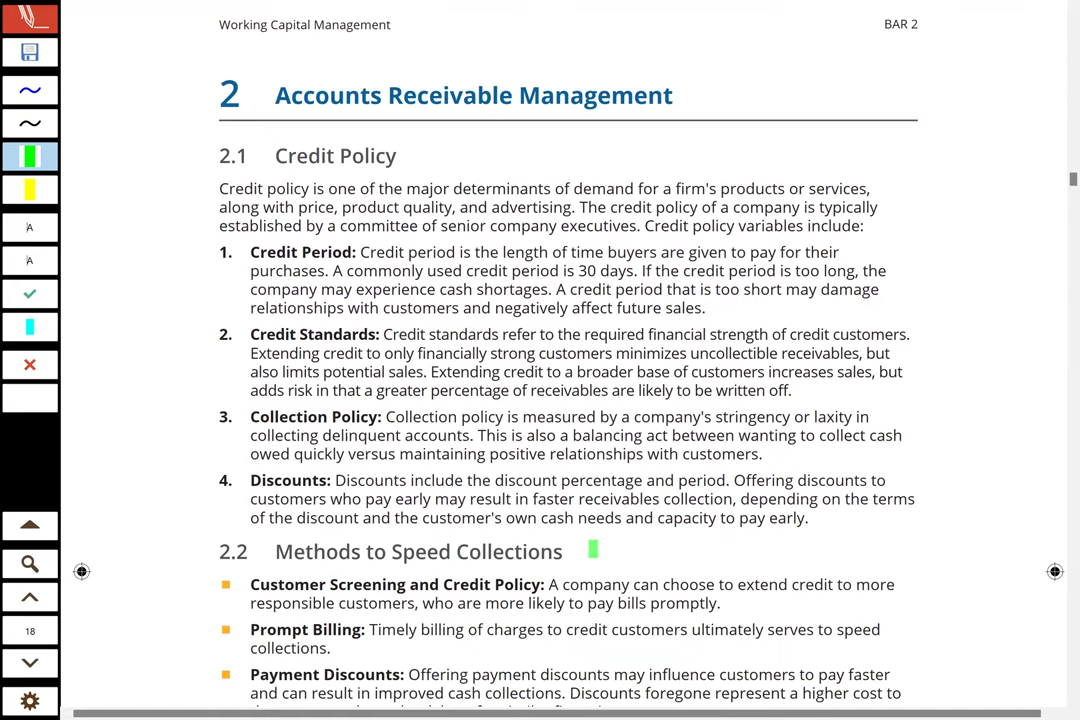 Working Capital Management
BAR 2
2 Accounts Receivable Management
2.1 Credit Policy
Credit policy is one of the major determinants of demand for a firm's products or services,
along with price, product quality, and advertising. The credit policy of a company is typically
established by a committee of senior company executives. Credit policy variables include:
1. Credit Period: Credit period is the length of time buyers are given to pay for their
purchases. A commonly used credit period is 30 days. If the credit period is too long, the
company may experience cash shortages. A credit period that is too short may damage
relationships with customers and negatively affect future sales.
2. Credit Standards: Credit standards refer to the required financial strength of credit customers.
Extending credit to only financially strong customers minimizes uncollectible receivables, but
also limits potential sales. Extending credit to a broader base of customers increases sales, but
adds risk in that a greater percentage of receivables are likely to be written off.
3. Collection Policy: Collection policy is measured by a company's stringency or laxity in
collecting delinquent accounts. This is also a balancing act between wanting to collect cash
owed quickly versus maintaining positive relationships with customers.
4. Discounts: Discounts include the discount percentage and period. Offering discounts to
customers who pay early may result in faster receivables collection, depending on the terms
of the discount and the customer's own cash needs and capacity to pay early.
2.2 Methods to Speed Collections
Customer Screening and Credit Policy: A company can choose to extend credit to more
responsible customers, who are more likely to pay bills promptly.
Prompt Billing: Timely billing of charges to credit customers ultimately serves to speed
collections.
Payment Discounts: Offering payment discounts may influence customers to pay faster
and can result in improved cash collections. Discounts foregone represent a higher cost to
A
A
18